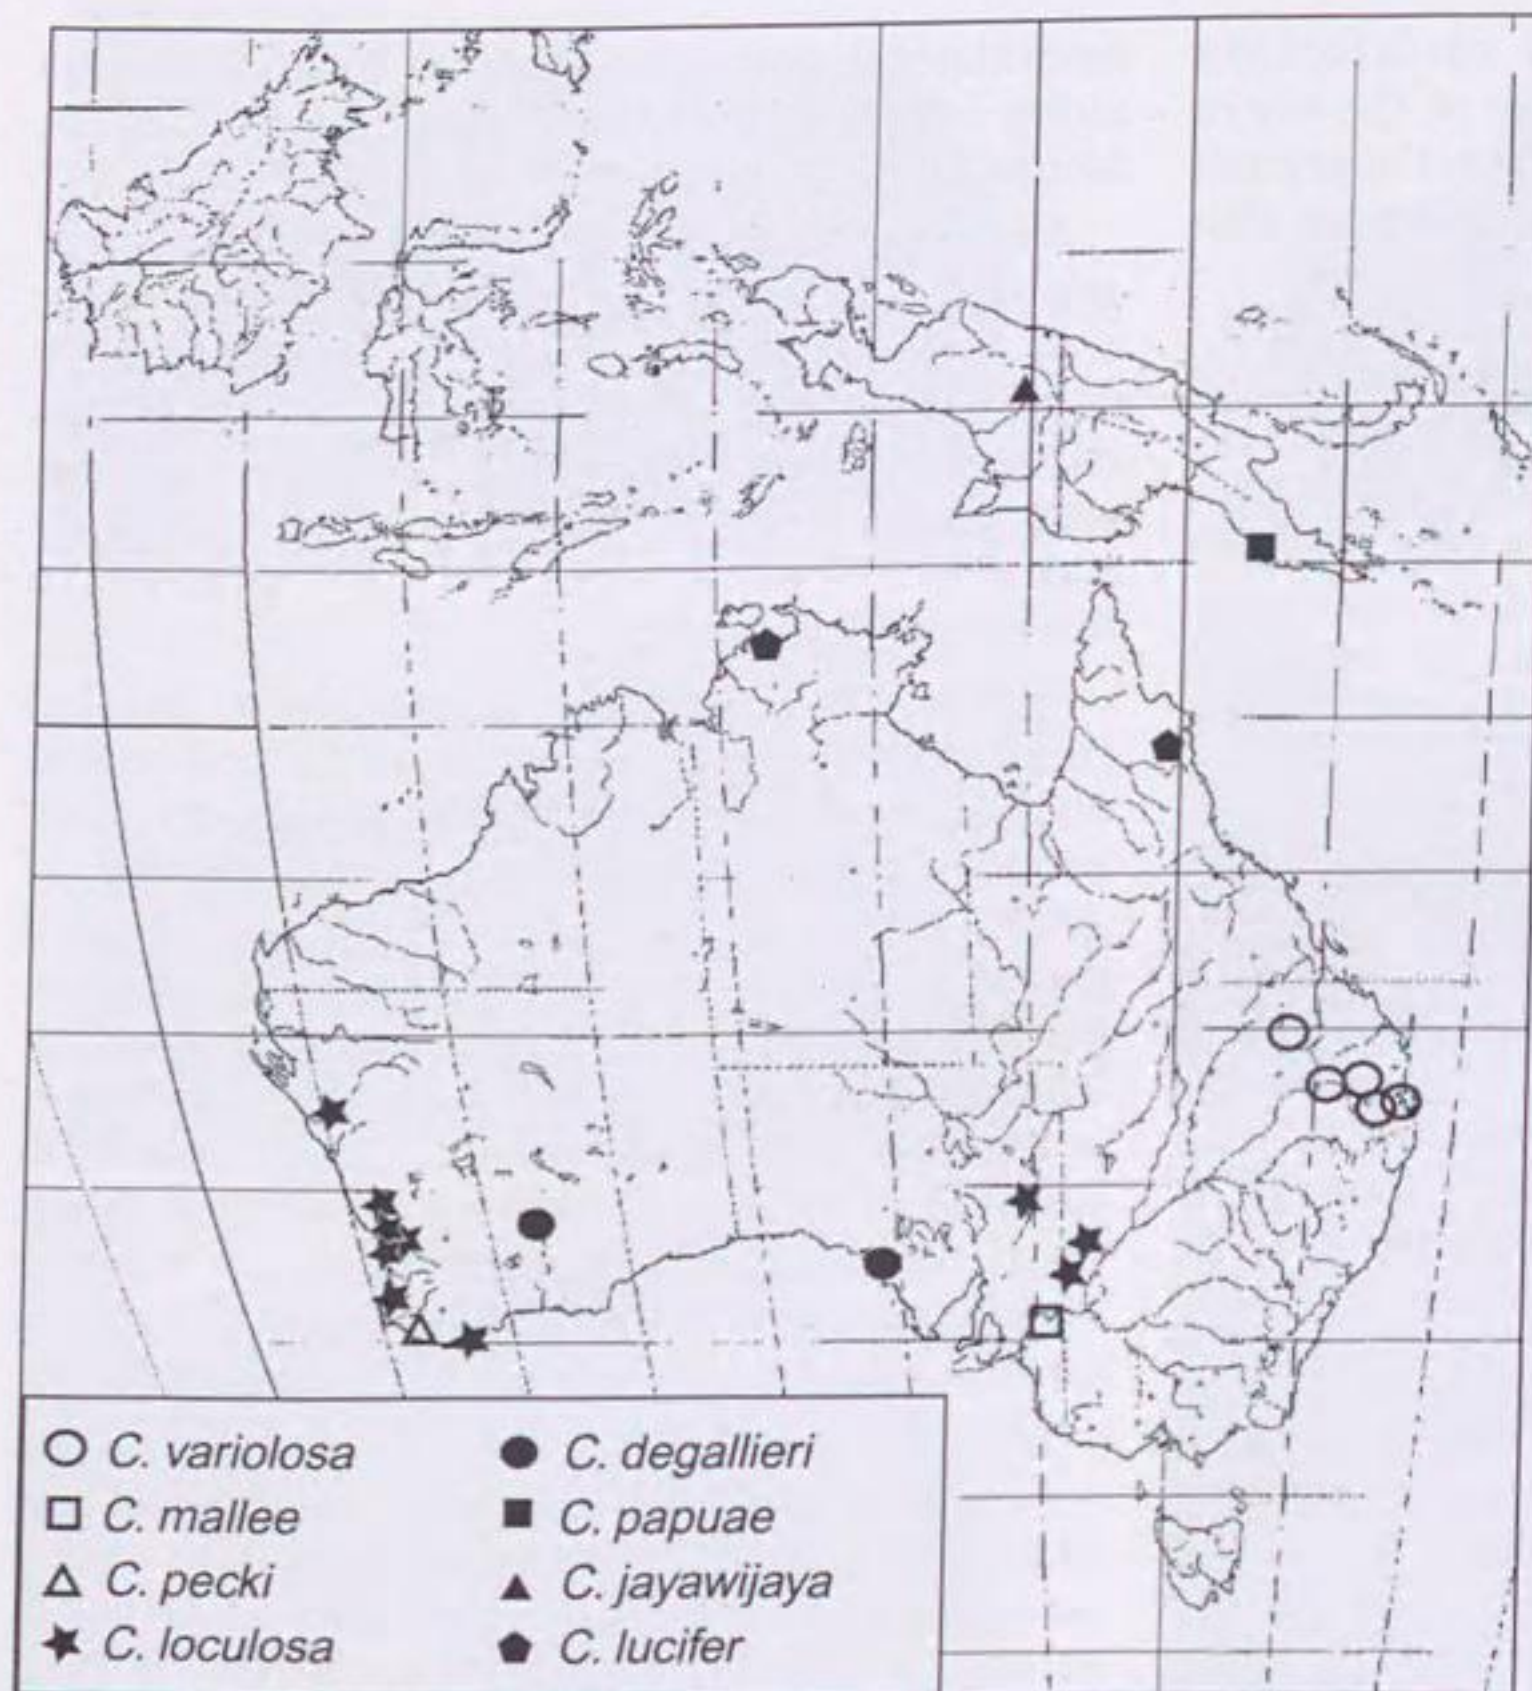 C. variolosa
C. mallee
C. pecki
C. loculosa
C. degallieri
C. papuae
C. jayawijaya
C. lucifer